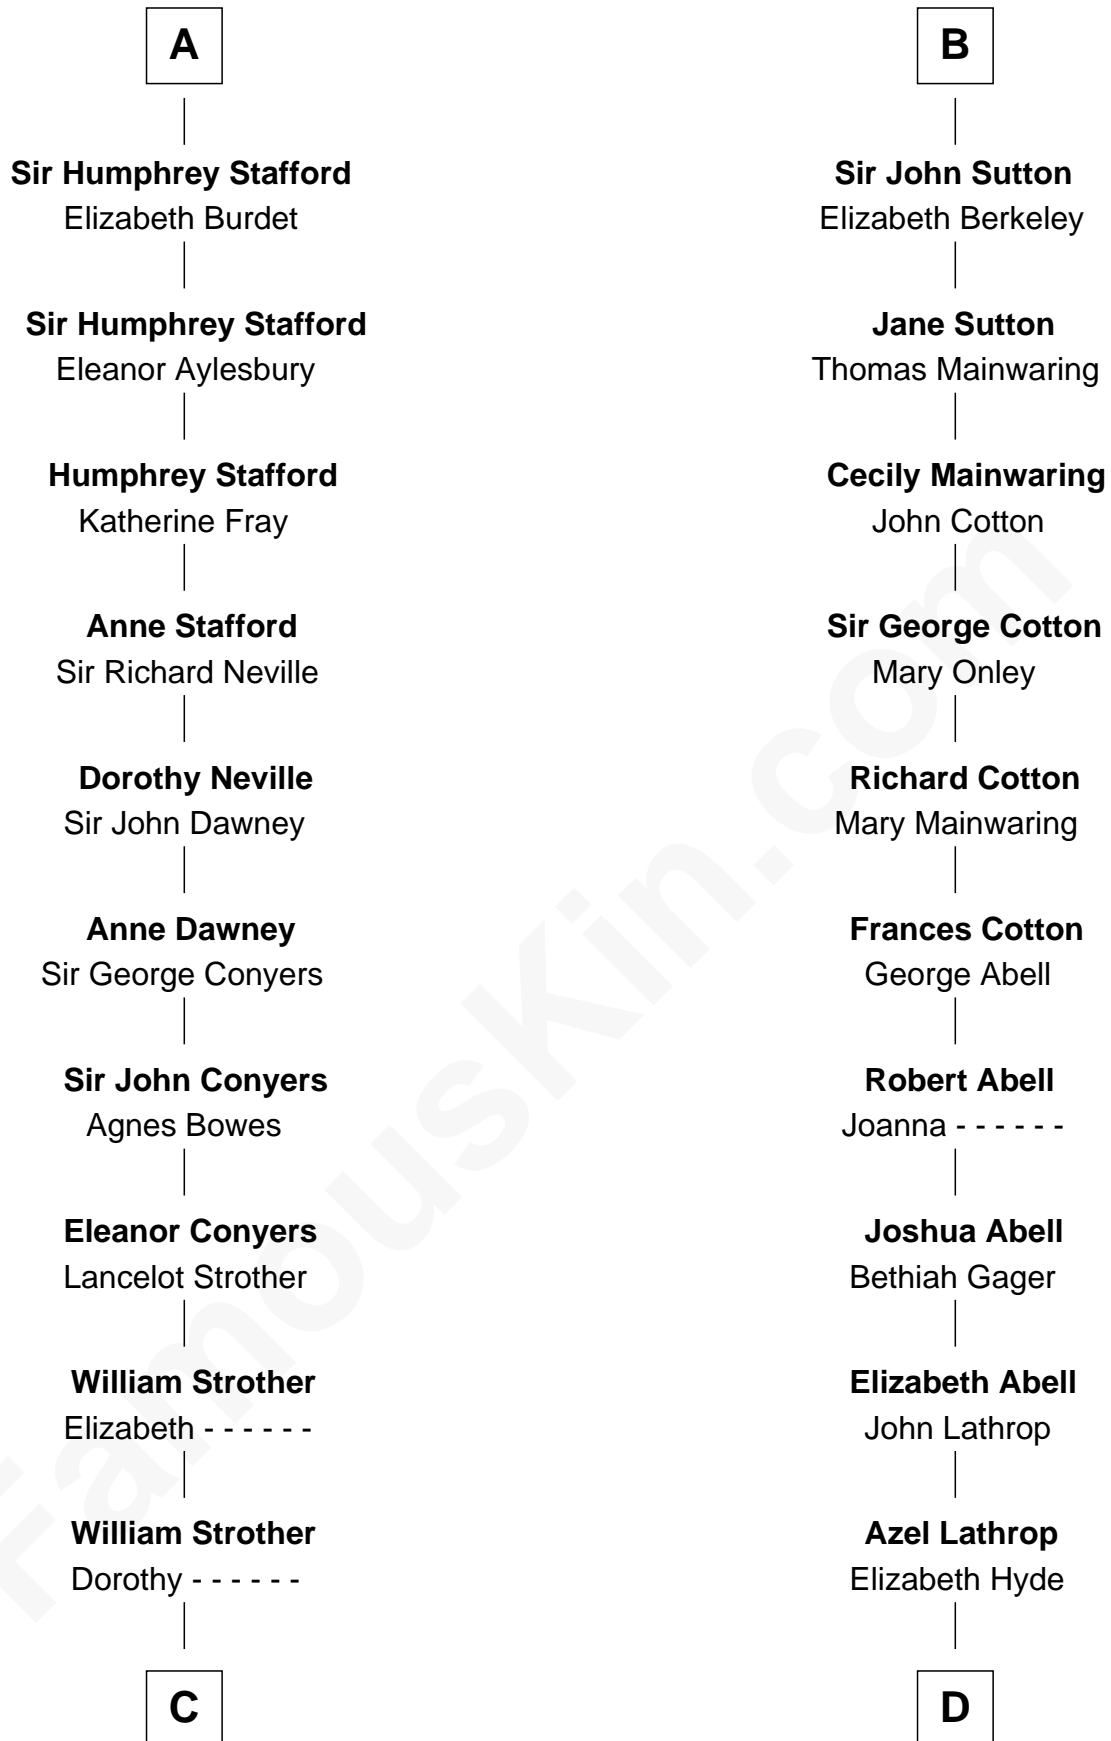 A
Sir Humphrey Stafford
Elizabeth Burdet
Sir Humphrey Stafford
Eleanor Aylesbury
Humphrey Stafford
Katherine Fray
Anne Stafford
Sir Richard Neville
Dorothy Neville
Sir John Dawney
Anne Dawney
Sir George Conyers
Sir John Conyers
Agnes Bowes
Eleanor Conyers
Lancelot Strother
William Strother
Elizabeth - - - - - -
William Strother
Dorothy - - - - - -
C
B
Sir John Sutton
Elizabeth Berkeley
Jane Sutton
Thomas Mainwaring
Cecily Mainwaring
John Cotton
Sir George Cotton
Mary Onley
Richard Cotton
Mary Mainwaring
Frances Cotton
George Abell
Robert Abell
Joanna - - - - - -
Joshua Abell
Bethiah Gager
Elizabeth Abell
John Lathrop
Azel Lathrop
Elizabeth Hyde
D
FamousKin.com